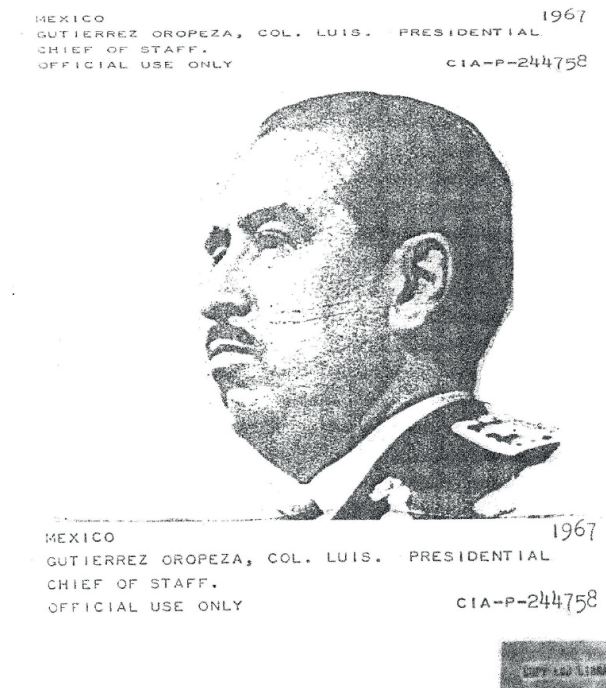 MEXICO 1967
GUTIERREZ OROPEZA, COL. LUIS. PRESIDENTIAL
CHIEF OF STAFF.
OFFICIAL USE ONLY CIA-P-244758
MEXICO 1967
GUTIERREZ OROPEZA, COL. LUIS. PRESIDENTIAL
CHIEF OF STAFF.
OFFICIAL USE ONLY CIA-P-244758